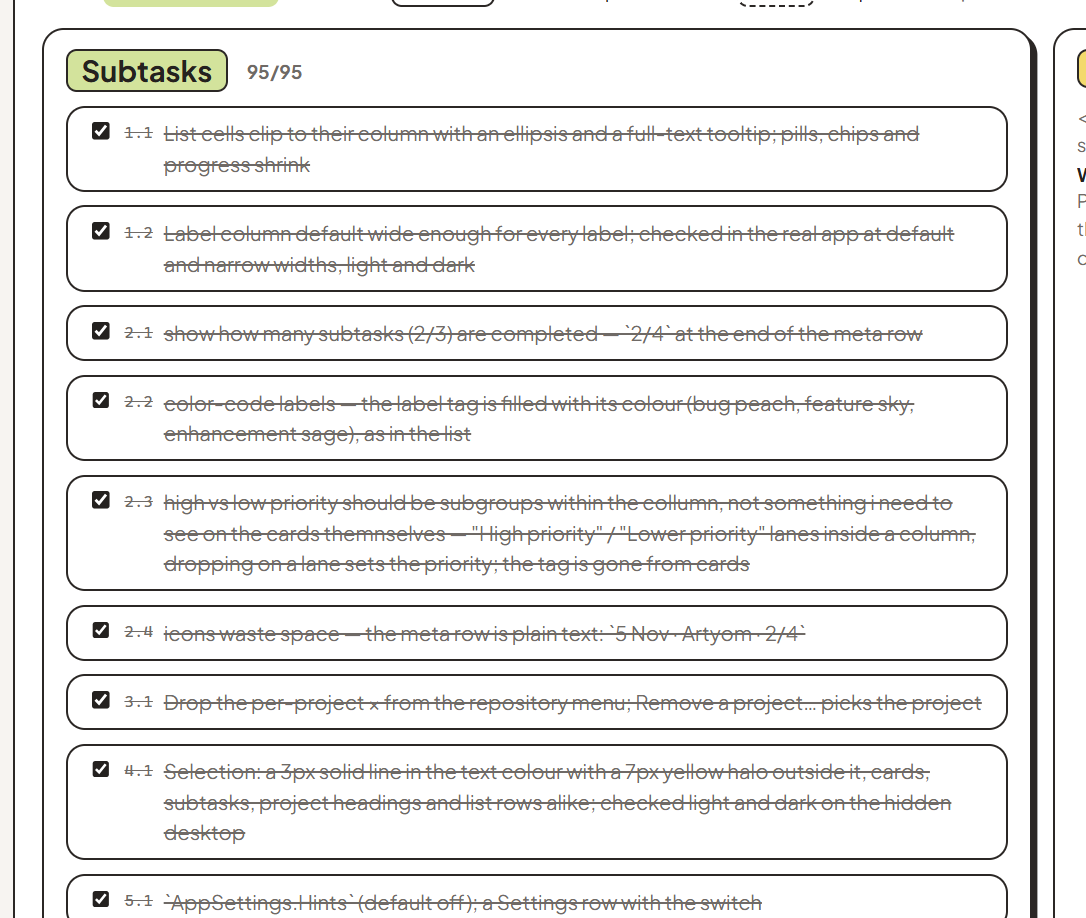 Subtasks 95/95
1.1 List cells clip to their column with an ellipsis and a full-text tooltip; pills, chips and
progress shrink
1.2 Label column default wide enough for every label; checked in the real app at default
and narrow widths, light and dark
2.1 show how many subtasks (2/3) are completed — `2/4` at the end of the meta row
2.2 color-code labels — the label tag is filled with its colour (bug peach, feature sky,
enhancement sage), as in the list
2.3 high vs low priority should be subgroups within the collumn, not something i need to
see on the cards themnselves — "High priority" / "Lower priority" lanes inside a column,
dropping on a lane sets the priority; the tag is gone from cards
2.4 icons waste space — the meta row is plain text: `5 Nov · Artyom · 2/4`
3.1 Drop the per-project × from the repository menu; Remove a project… picks the project
4.1 Selection: a 3px solid line in the text colour with a 7px yellow halo outside it, cards,
subtasks, project headings and list rows alike; checked light and dark on the hidden
desktop
5.1 `AppSettings.Hints` (default off); a Settings row with the switch